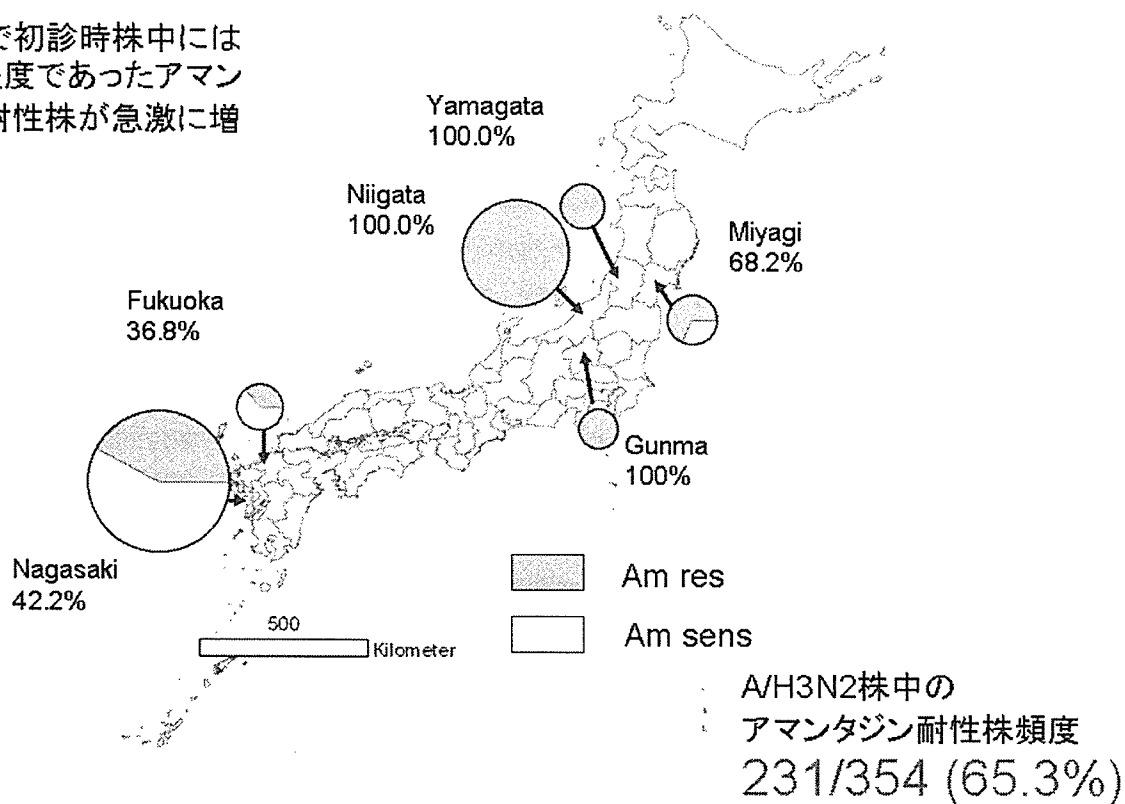 で初診時株中には
度であったアマン
耐性株が急激に増
Yamagata
100.0%
Niigata
100.0%
Miyagi
68.2%
Fukuoka
36.8%
Gunma
100%
Nagasaki
42.2%
Am res
Am sens
500
Kilometer
A/H3N2株中の
アマンタジン耐性株頻度
231/354 (65.3%)